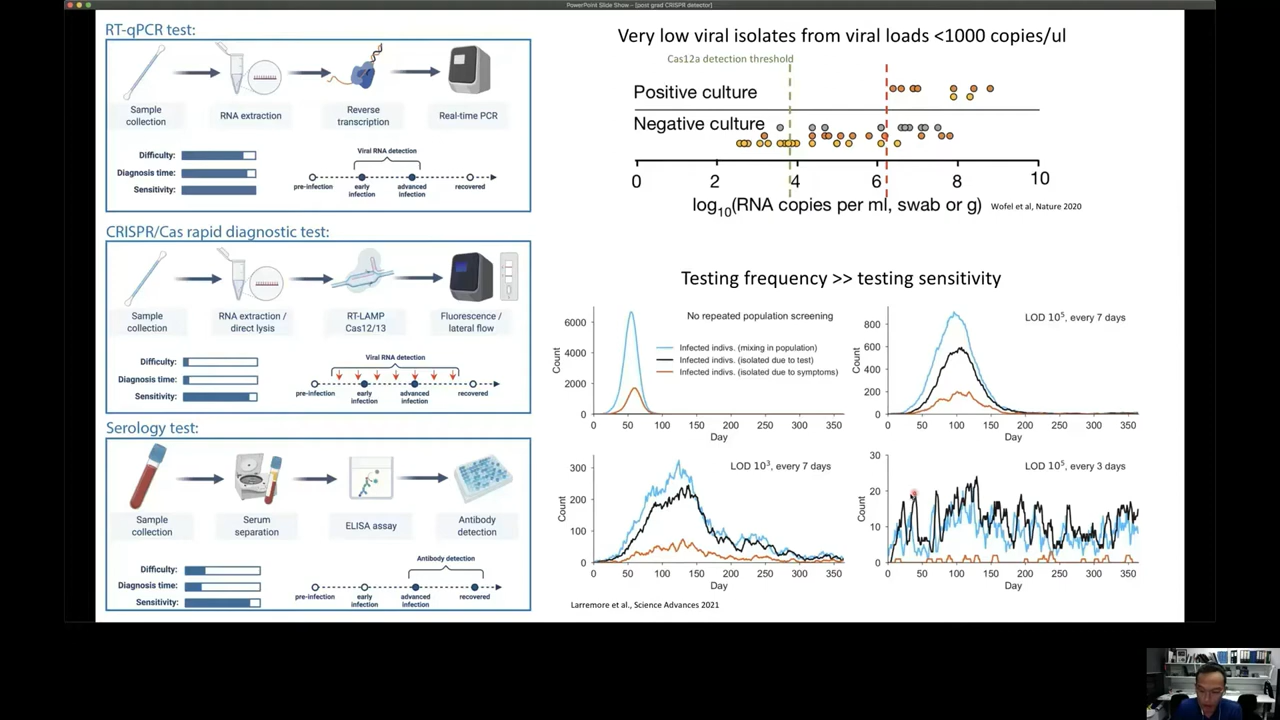 PowerPoint Slide Show - [post grad CRISPR detector]
RT-qPCR test:
Sample
collection
RNA extraction
Reverse
transcription
Real-time PCR
Difficulty:
Diagnosis time:
Sensitivity:
Viral RNA detection
pre-infection
early
infection
advanced
infection
recovered
CRISPR/Cas rapid diagnostic test:
Sample
collection
RNA extraction /
direct lysis
RT-LAMP
Cas12/13
Fluorescence /
lateral flow
Difficulty:
Diagnosis time:
Sensitivity:
Viral RNA detection
pre-infection
early
infection
advanced
infection
recovered
Serology test:
Sample
collection
Serum
separation
ELISA assay
Antibody
detection
Difficulty:
Diagnosis time:
Sensitivity:
Antibody detection
pre-infection
early
infection
advanced
infection
recovered
Very low viral isolates from viral loads <1000 copies/ul
Cas12a detection threshold
Positive culture
Negative culture
0 2 4 6 8 10
log10(RNA copies per ml, swab or g)
Wofel et al, Nature 2020
Testing frequency >> testing sensitivity
No repeated population screening
Infected indivs. (mixing in population)
Infected indivs. (isolated due to test)
Infected indivs. (isolated due to symptoms)
Count
6000
4000
2000
0
0 50 100 150 200 250 300 350
Day
LOD 10^5, every 7 days
Count
800
600
400
200
0
0 50 100 150 200 250 300 350
Day
LOD 10^3, every 7 days
Count
300
200
100
0
0 50 100 150 200 250 300 350
Day
LOD 10^5, every 3 days
Count
30
20
10
0
0 50 100 150 200 250 300 350
Day
Larremore et al., Science Advances 2021